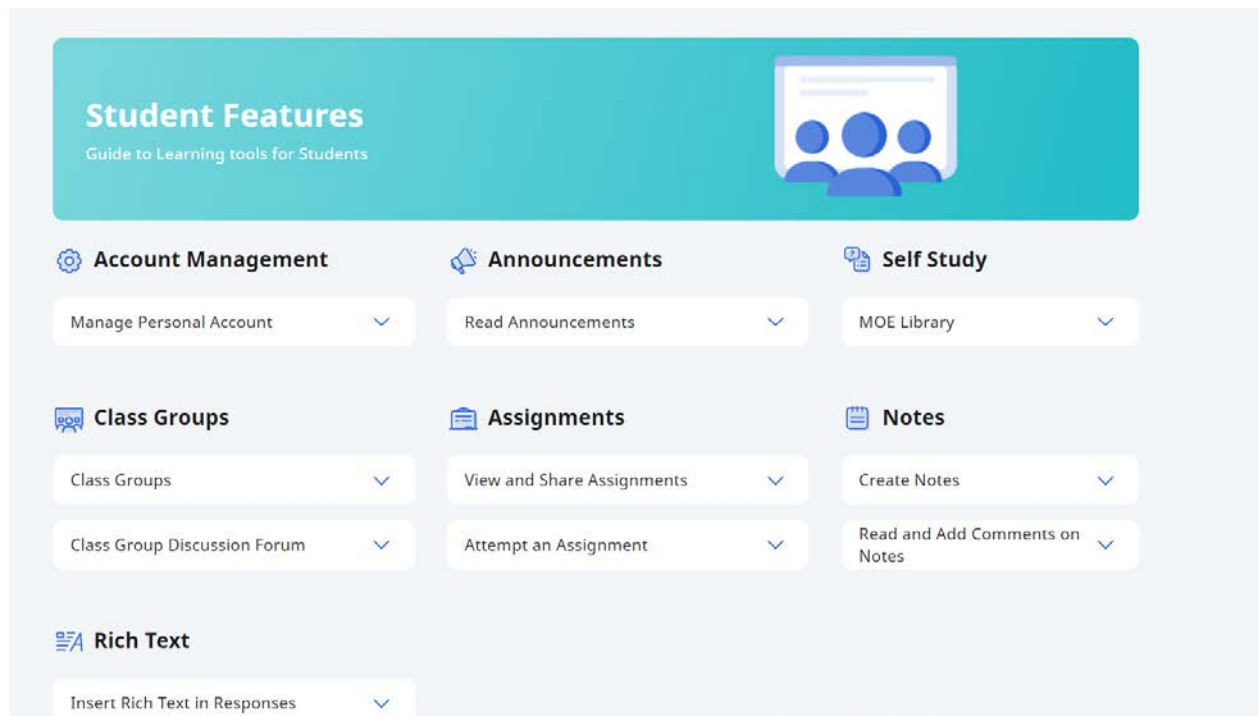 Student Features
Guide to Learning tools for Students
Account Management
Manage Personal Account
Announcements
Read Announcements
Self Study
MOE Library
Class Groups
Class Groups
Class Group Discussion Forum
Assignments
View and Share Assignments
Attempt an Assignment
Notes
Create Notes
Read and Add Comments on
Notes
Rich Text
Insert Rich Text in Responses